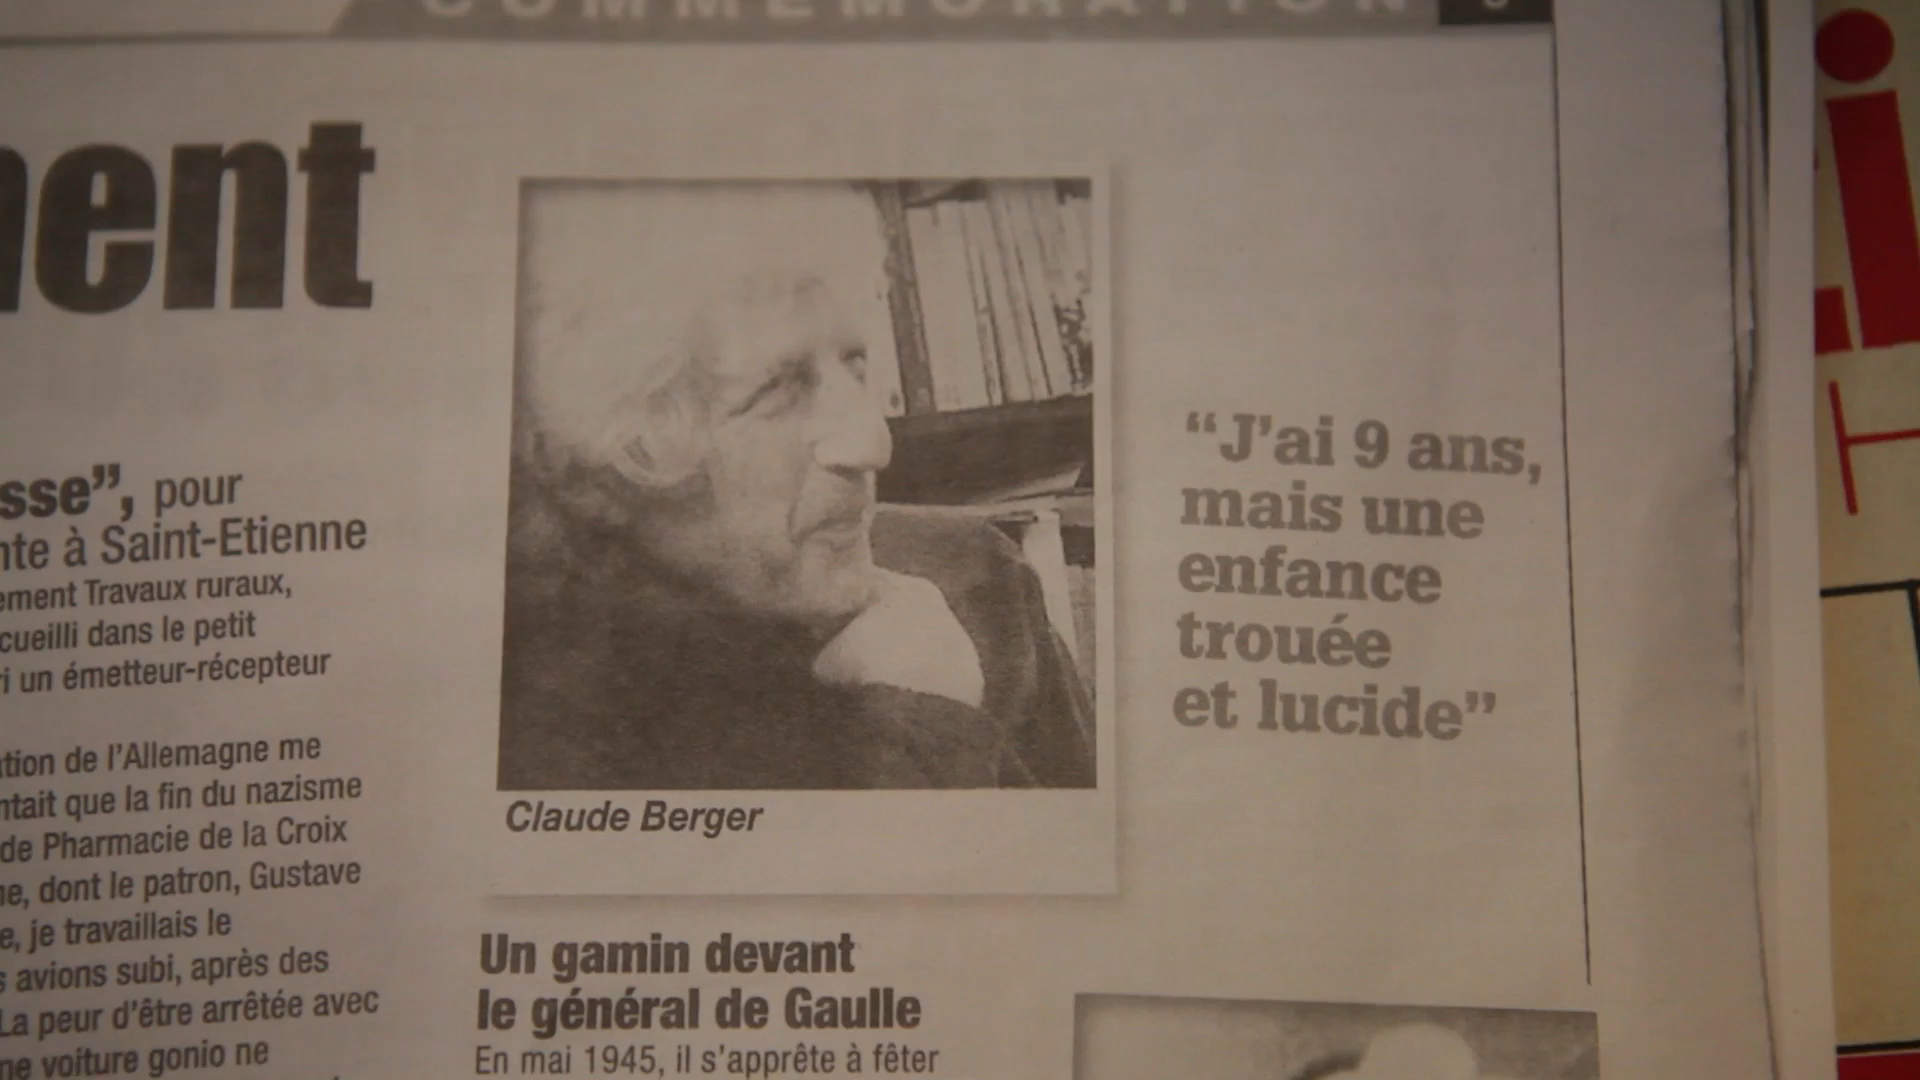 COMMEMORATION
ment
sse”, pour
nte à Saint-Etienne
ement Travaux ruraux,
cueilli dans le petit
ri un émetteur-récepteur
tion de l'Allemagne me
ntait que la fin du nazisme
de Pharmacie de la Croix
ne, dont le patron, Gustave
e, je travaillais le
s avions subi, après des
La peur d'être arrêtée avec
ne voiture gonio ne
Claude Berger
“J'ai 9 ans,
mais une
enfance
trouée
et lucide”
Un gamin devant
le général de Gaulle
En mai 1945, il s'apprête à fêter